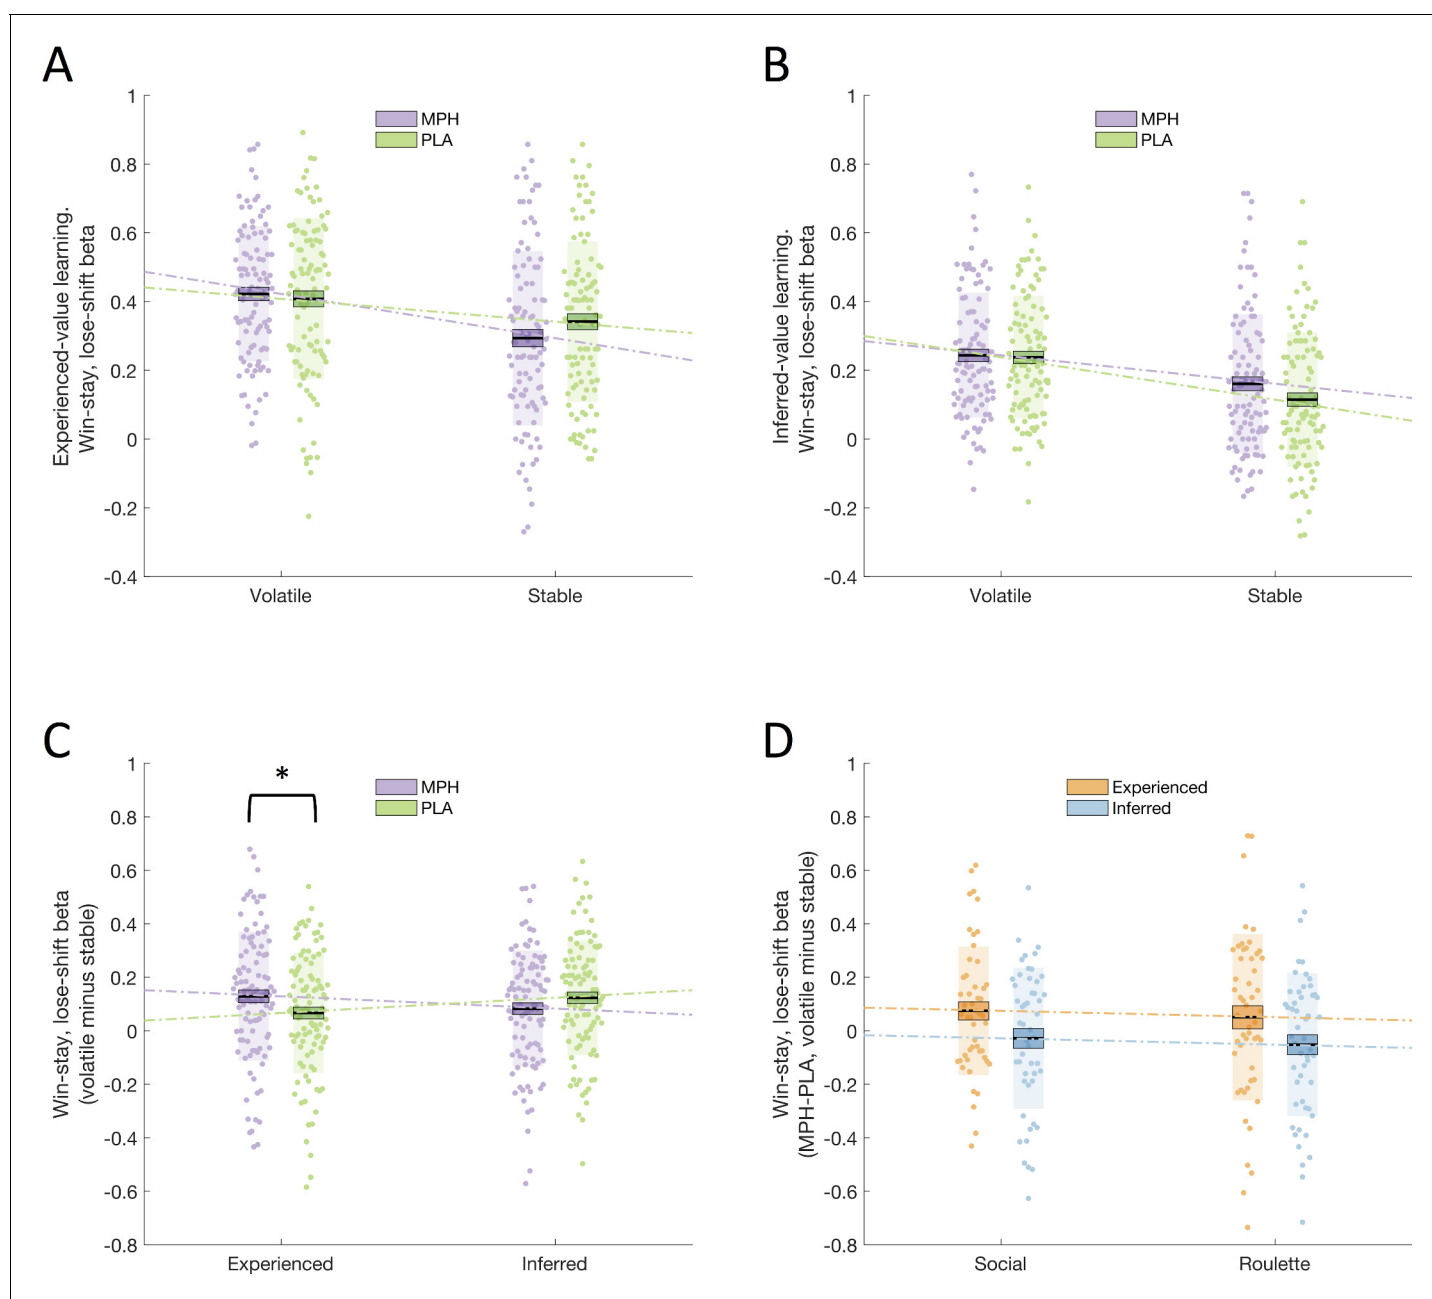 A
Experienced-value learning.
Win-stay, lose-shift beta
1
0.8
0.6
0.4
0.2
0
-0.2
-0.4
MPH
PLA
Volatile
Stable
B
Inferred-value learning.
Win-stay, lose-shift beta
1
0.8
0.6
0.4
0.2
0
-0.2
-0.4
MPH
PLA
Volatile
Stable
C
Win-stay, lose-shift beta
(volatile minus stable)
1
0.8
0.6
0.4
0.2
0
-0.2
-0.4
-0.6
-0.8
*
MPH
PLA
Experienced
Inferred
D
Win-stay, lose-shift beta
(MPH-PLA, volatile minus stable)
1
0.8
0.6
0.4
0.2
0
-0.2
-0.4
-0.6
-0.8
Experienced
Inferred
Social
Roulette